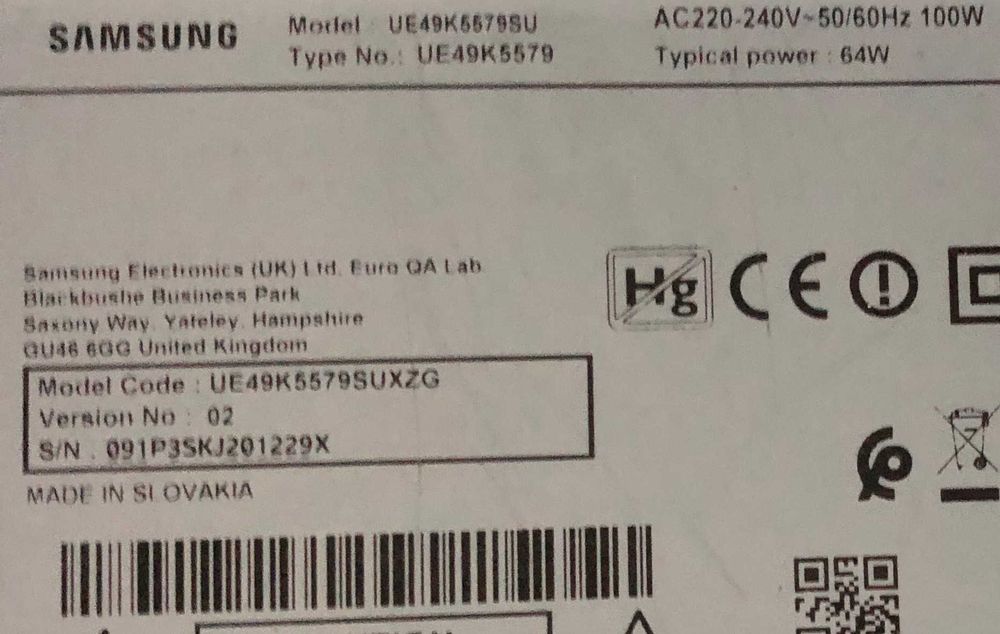 SAMSUNG
Model : UE49K5579SU
Type No.: UE49K5579
AC220-240V~50/60Hz 100W
Typical power : 64W
Samsung Electronics (UK) Ltd. Euro QA Lab
Blackbushe Business Park
Saxony Way, Yateley, Hampshire
GU46 6GG United Kingdom
Hg
CE
Model Code : UE49K5579SUXZG
Version No : 02
S/N : 091P3SKJ201229X
MADE IN SLOVAKIA